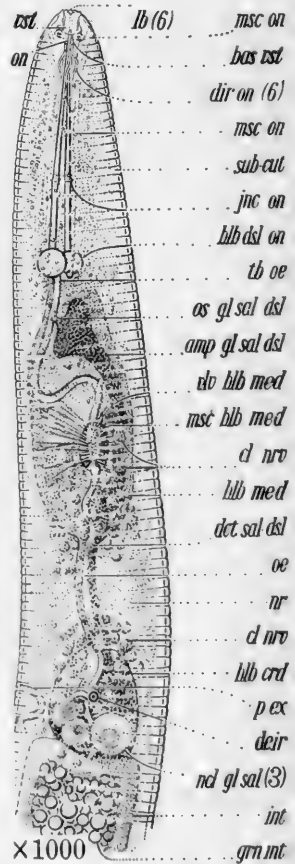 vst lb (6) msc on
on bas vst
dir on (6)
msc on
sub-cut
jnc on
blb dsl on
tb oe
os gl sal dsl
amp gl sal dsl
vlv blb med
msc blb med
cl nrv
blb med
dct sal dsl
oe
nr
cl nrv
blb crd
p ex
deir
ncl gl sal (3)
int
×1000 grn int